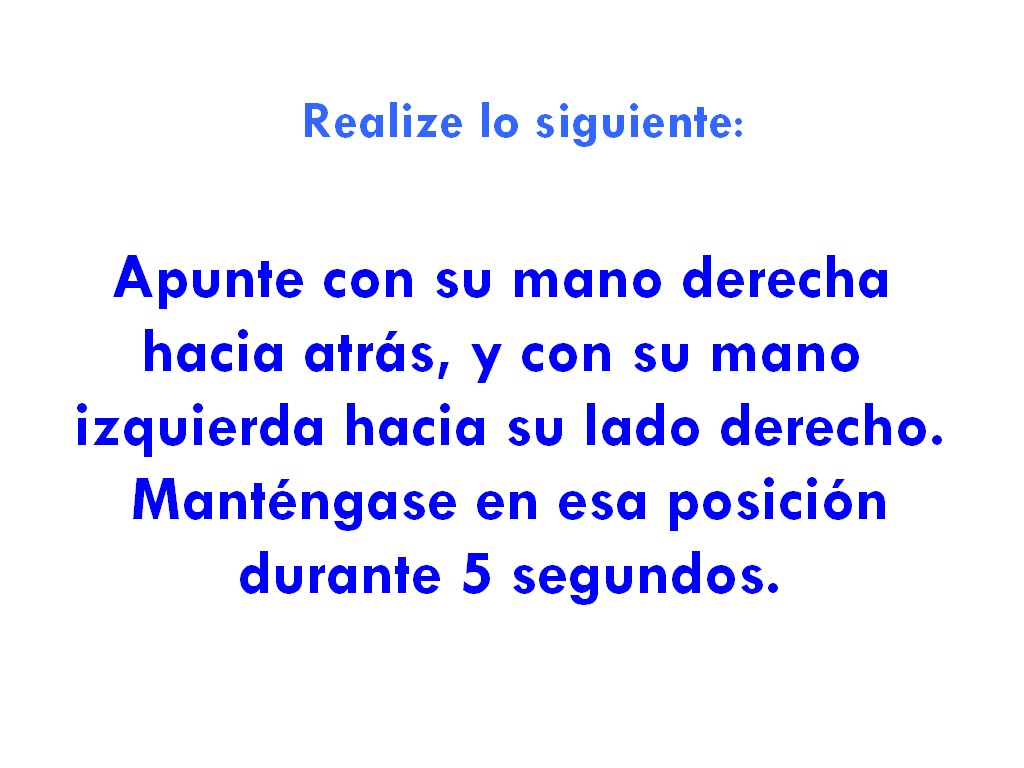 Realize lo siguiente:
Apunte con su mano derecha
hacia atrás, y con su mano
izquierda hacia su lado derecho.
Manténgase en esa posición
durante 5 segundos.